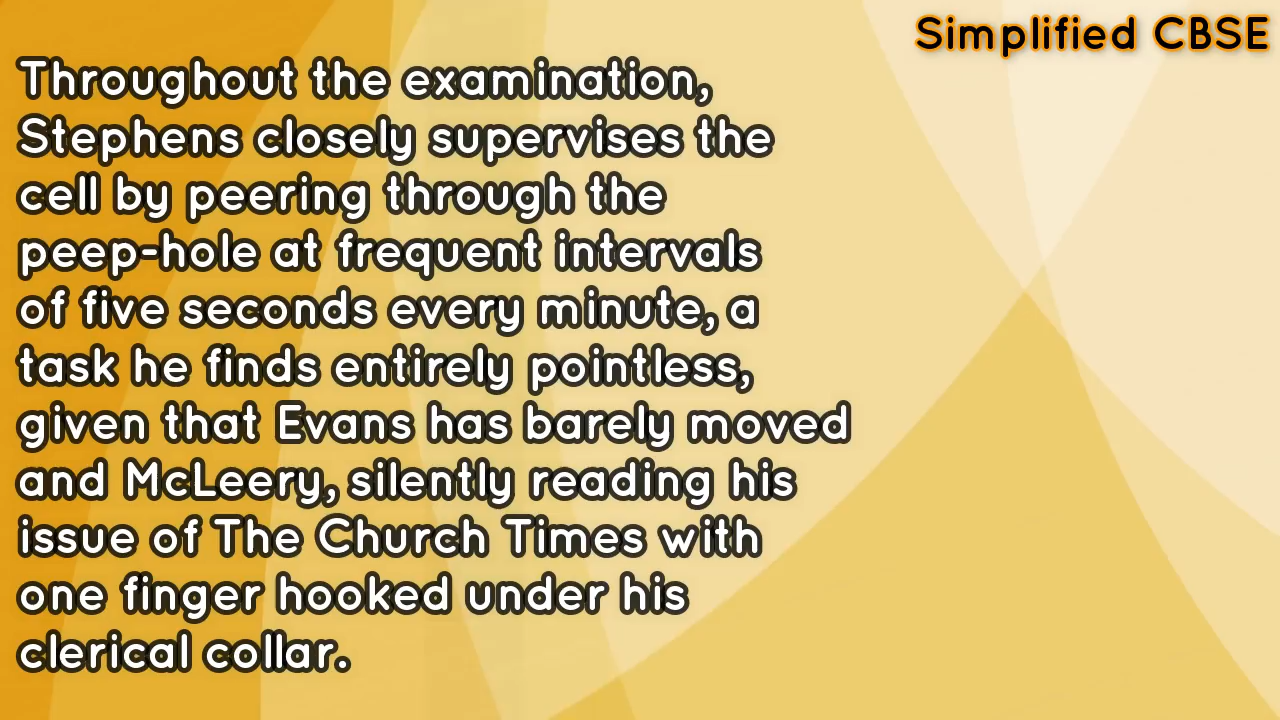 Simplified CBSE
Throughout the examination,
Stephens closely supervises the
cell by peering through the
peep-hole at frequent intervals
of five seconds every minute, a
task he finds entirely pointless,
given that Evans has barely moved
and McLeery, silently reading his
issue of The Church Times with
one finger hooked under his
clerical collar.